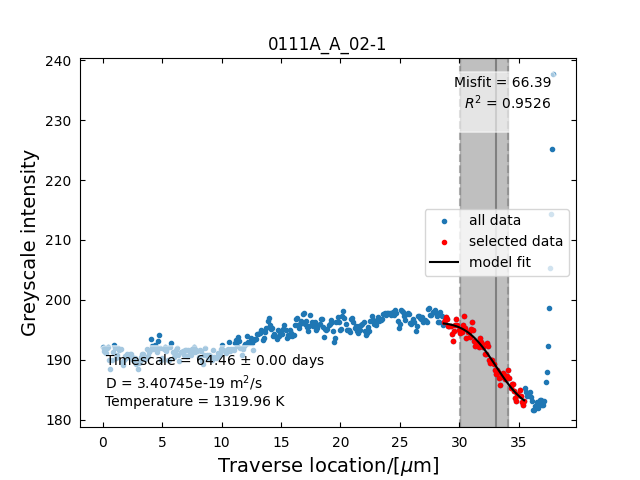 0111A_A_02-1
Misfit = 66.39
R² = 0.9526
Greyscale intensity
240
230
220
210
200
190
180
all data
selected data
model fit
Timescale = 64.46 ± 0.00 days
D = 3.40745e-19 m²/s
Temperature = 1319.96 K
0 5 10 15 20 25 30 35
Traverse location/[μm]